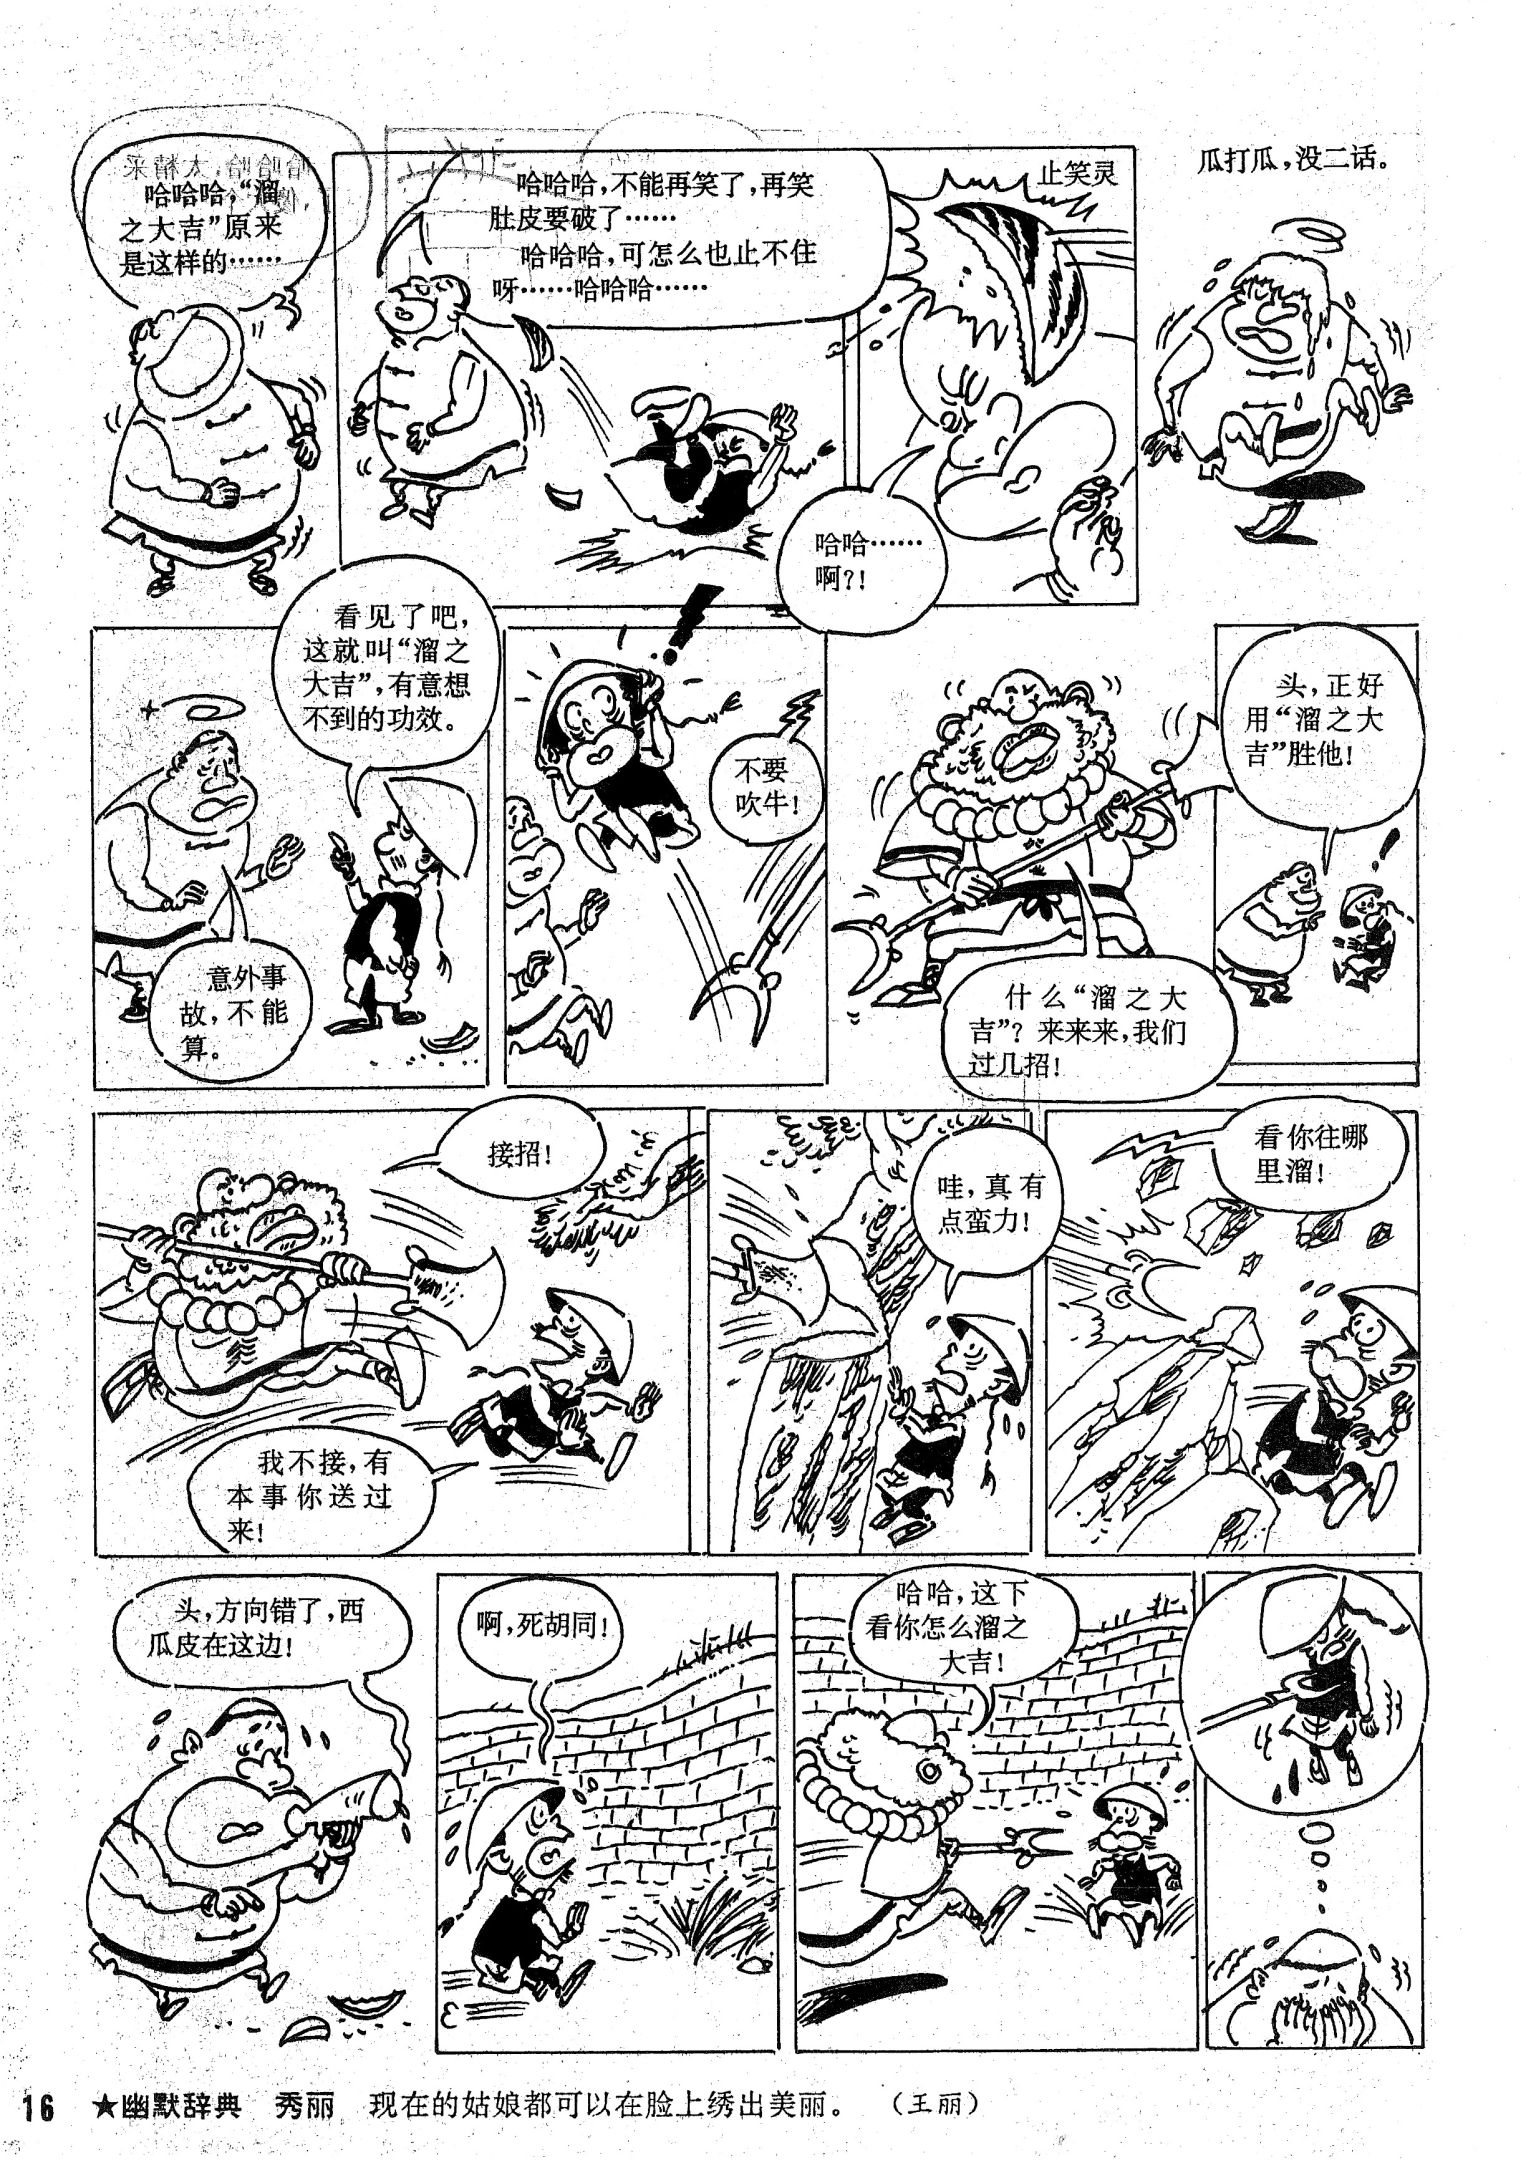 哈哈哈，“溜
之大吉”原来
是这样的……
哈哈哈，不能再笑了，再笑
肚皮要破了……
哈哈哈，可怎么也止不住
呀……哈哈哈……
止笑灵
哈哈……
啊？！
瓜打瓜，没二话。
看见了吧，
这就叫“溜之
大吉”，有意想
不到的功效。
意外事
故，不能
算。
不要
吹牛！
什么“溜之大
吉”？来来来，我们
过几招！
头，正好
用“溜之大
吉”胜他！
接招！
我不接，有
本事你送过
来！
哇，真有
点蛮力！
看你往哪
里溜！
头，方向错了，西
瓜皮在这边！
啊，死胡同！
哈哈，这下
看你怎么溜之
大吉！
16 ★幽默辞典 秀丽 现在的姑娘都可以在脸上绣出美丽。 （王丽）